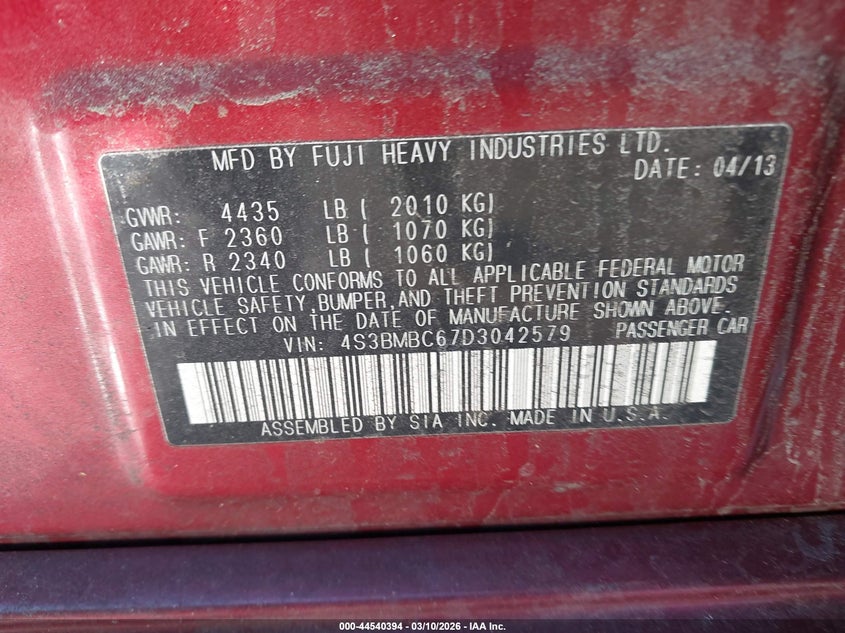 MFD BY FUJI HEAVY INDUSTRIES LTD.
DATE: 04/13
GVWR: 4435 LB ( 2010 KG)
GAWR: F 2360 LB ( 1070 KG)
GAWR: R 2340 LB ( 1060 KG)
THIS VEHICLE CONFORMS TO ALL APPLICABLE FEDERAL MOTOR
VEHICLE SAFETY,BUMPER,AND THEFT PREVENTION STANDARDS
IN EFFECT ON THE DATE OF MANUFACTURE SHOWN ABOVE.
VIN: 4S3BMBC67D3042579 PASSENGER CAR
ASSEMBLED BY SIA INC. MADE IN U.S.A.
000-44540394 - 03/10/2026 - IAA Inc.